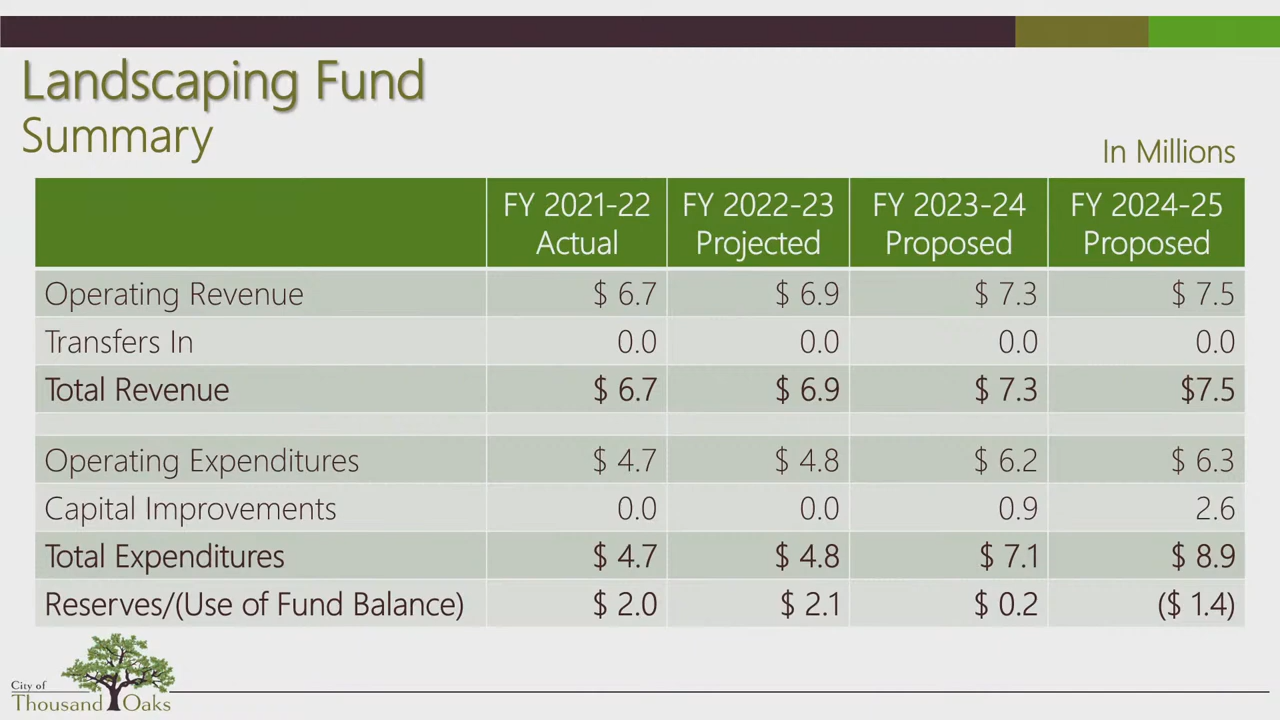 Landscaping Fund
Summary
In Millions
FY 2021-22 Actual FY 2022-23 Projected FY 2023-24 Proposed FY 2024-25 Proposed
Operating Revenue $ 6.7 $ 6.9 $ 7.3 $ 7.5
Transfers In 0.0 0.0 0.0 0.0
Total Revenue $ 6.7 $ 6.9 $ 7.3 $7.5
Operating Expenditures $ 4.7 $ 4.8 $ 6.2 $ 6.3
Capital Improvements 0.0 0.0 0.9 2.6
Total Expenditures $ 4.7 $ 4.8 $ 7.1 $ 8.9
Reserves/(Use of Fund Balance) $ 2.0 $ 2.1 $ 0.2 ($ 1.4)
City of
Thousand Oaks